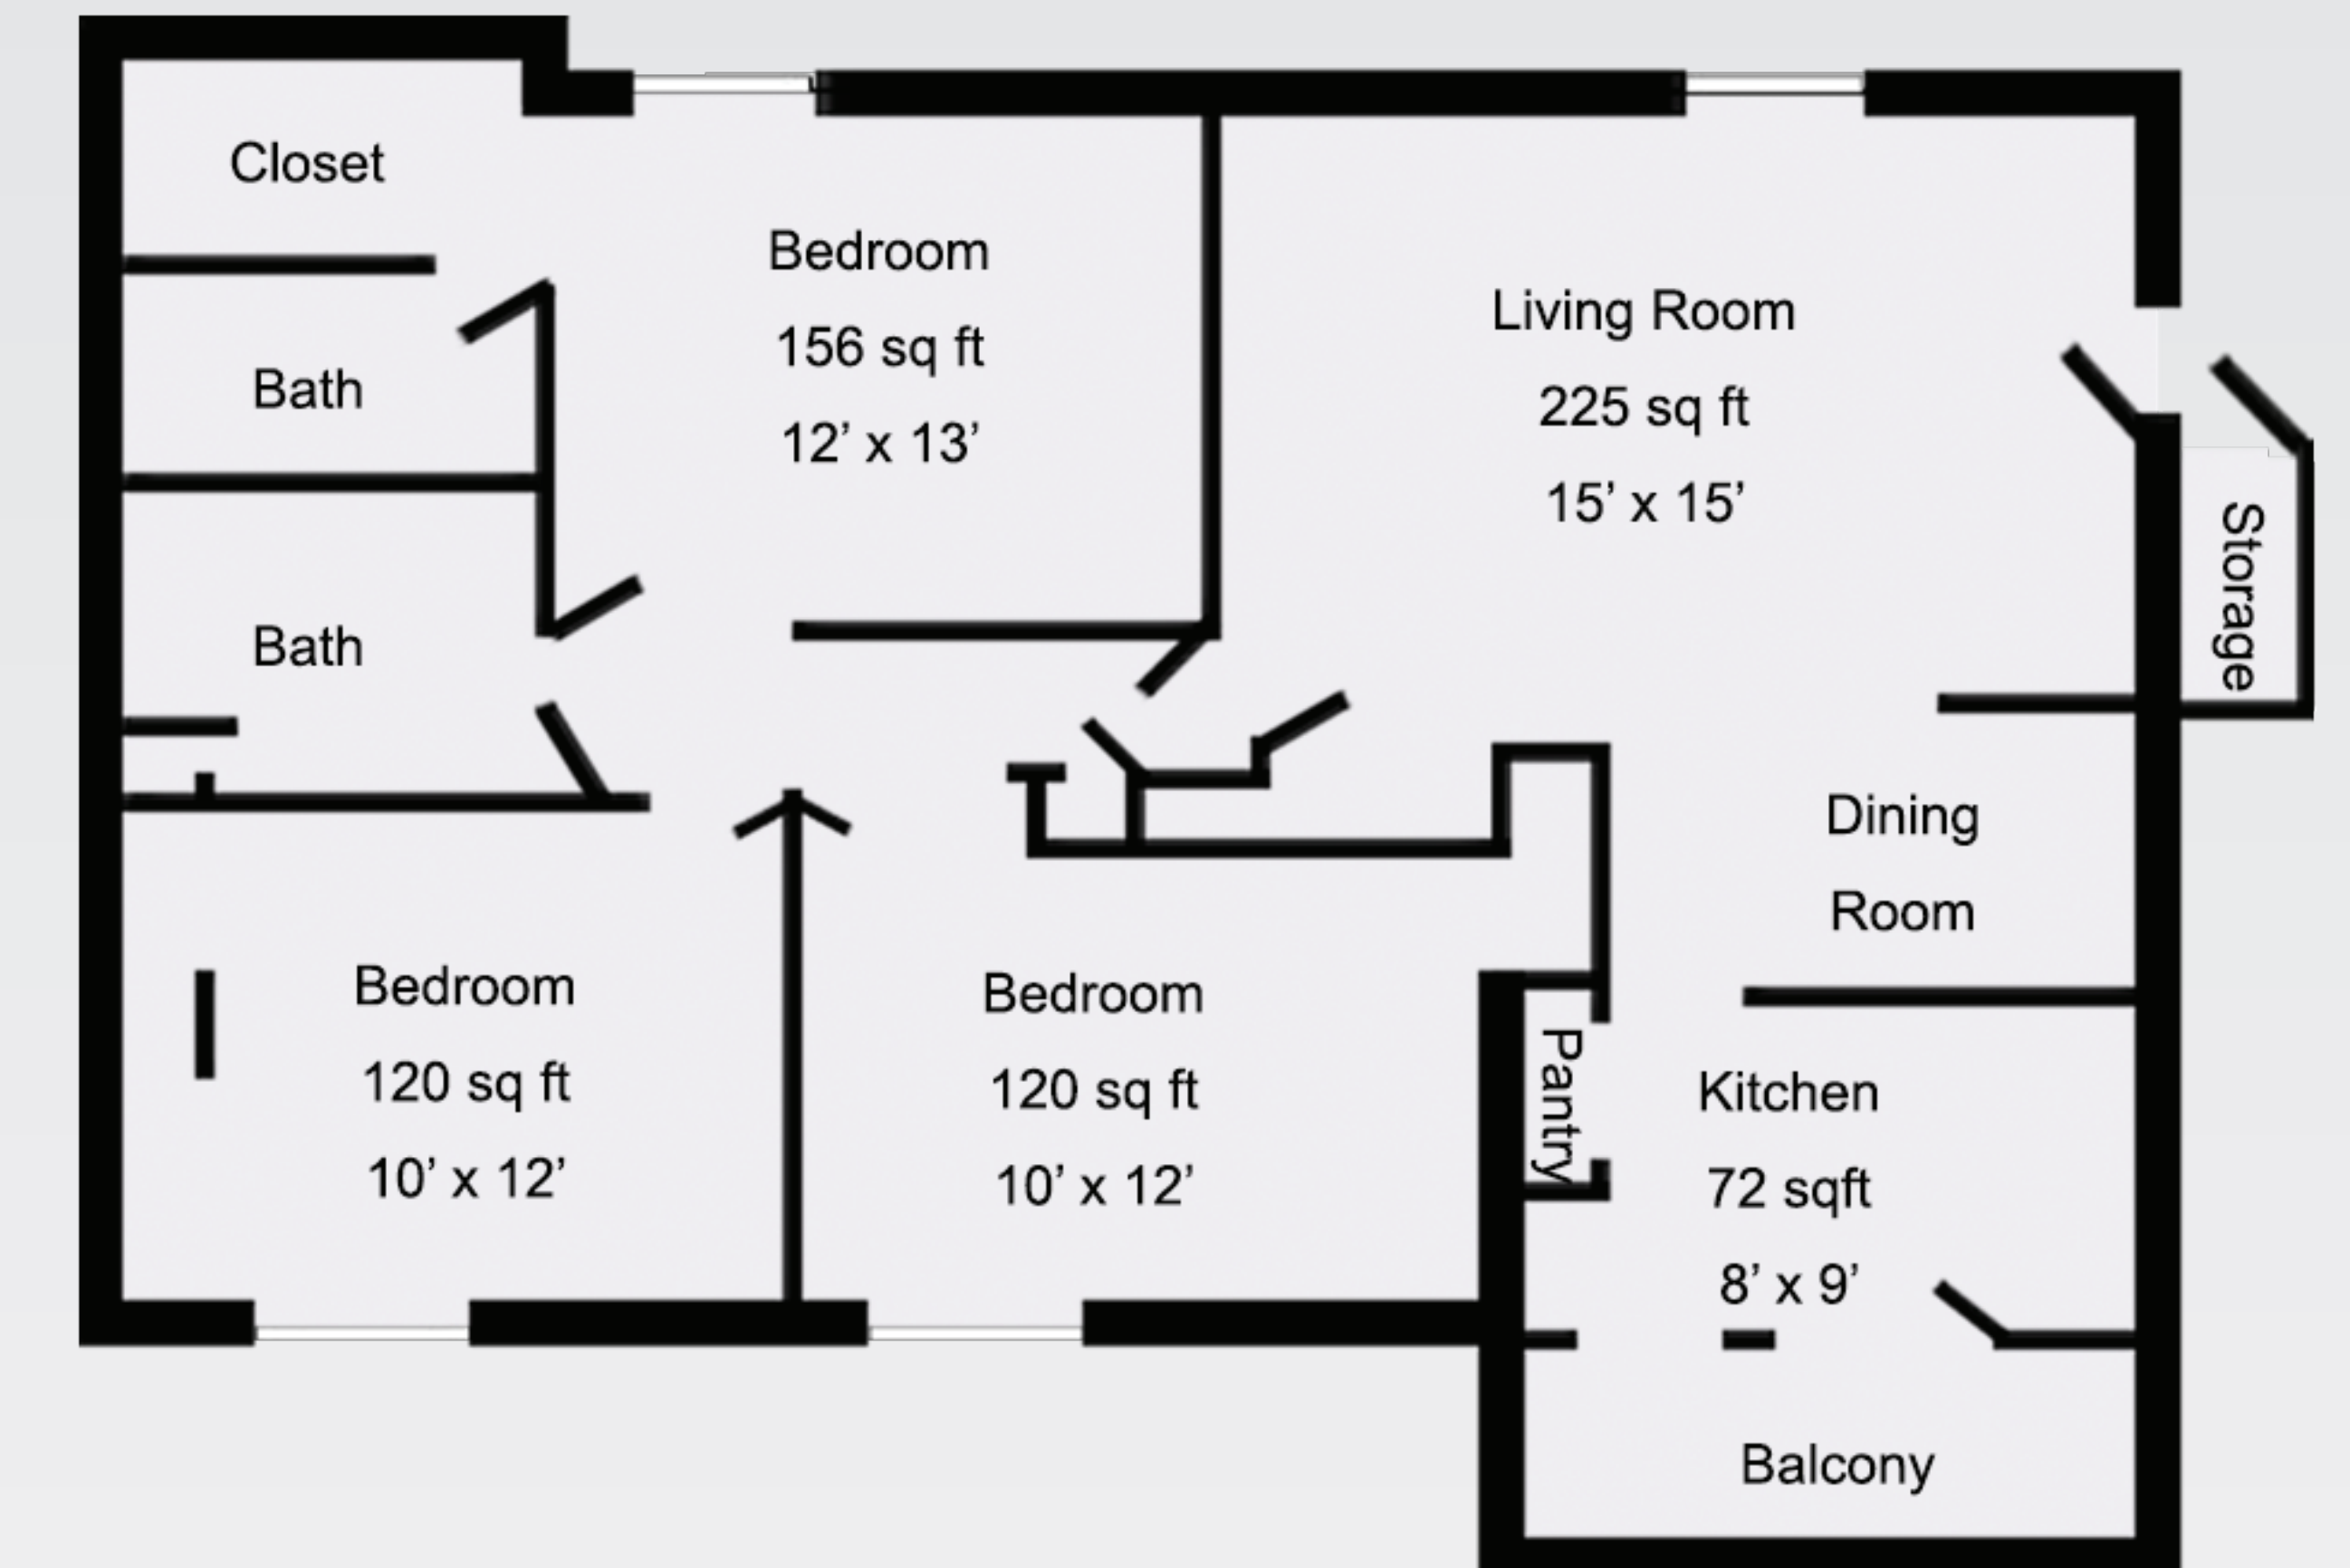 Closet
Bath
Bath
Bedroom
156 sq ft
12’ x 13’
Living Room
225 sq ft
15’ x 15’
Storage
Dining
Room
Bedroom
120 sq ft
10’ x 12’
Bedroom
120 sq ft
10’ x 12’
Pantry
Kitchen
72 sqft
8’ x 9’
Balcony